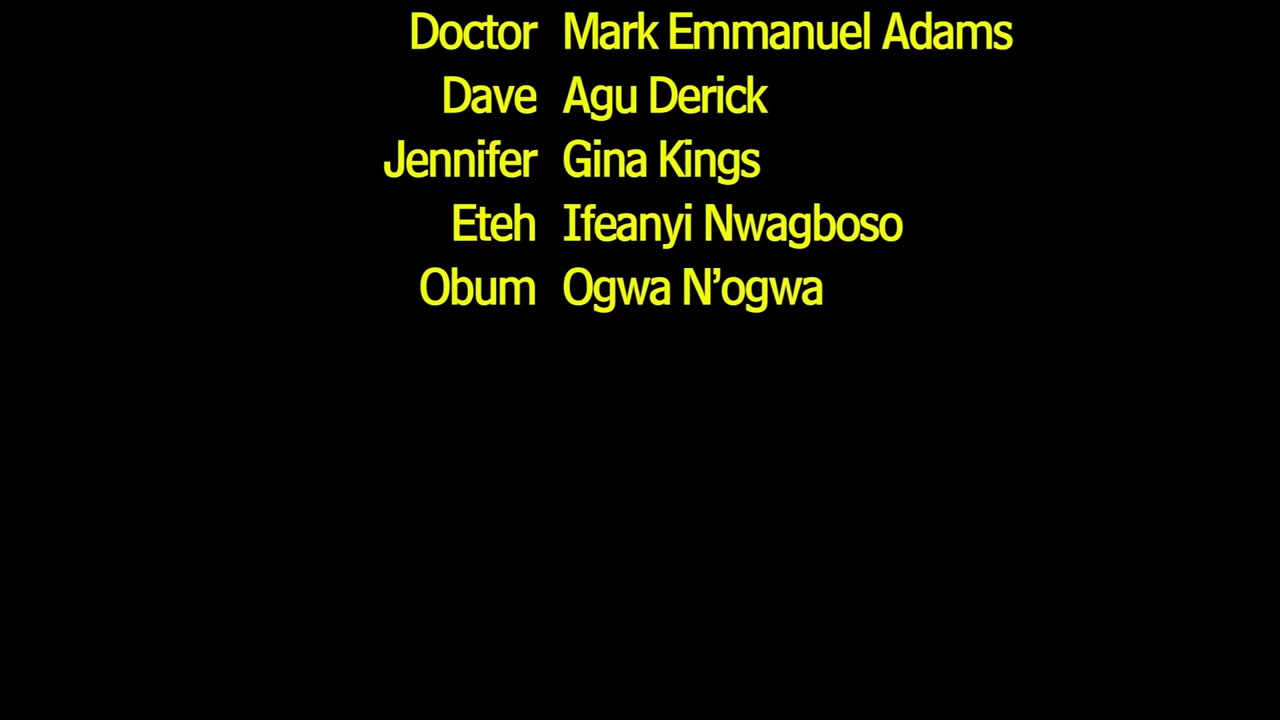 Doctor Mark Emmanuel Adams
Dave Agu Derick
Jennifer Gina Kings
Eteh Ifeanyi Nwagboso
Obum Ogwa N’ogwa